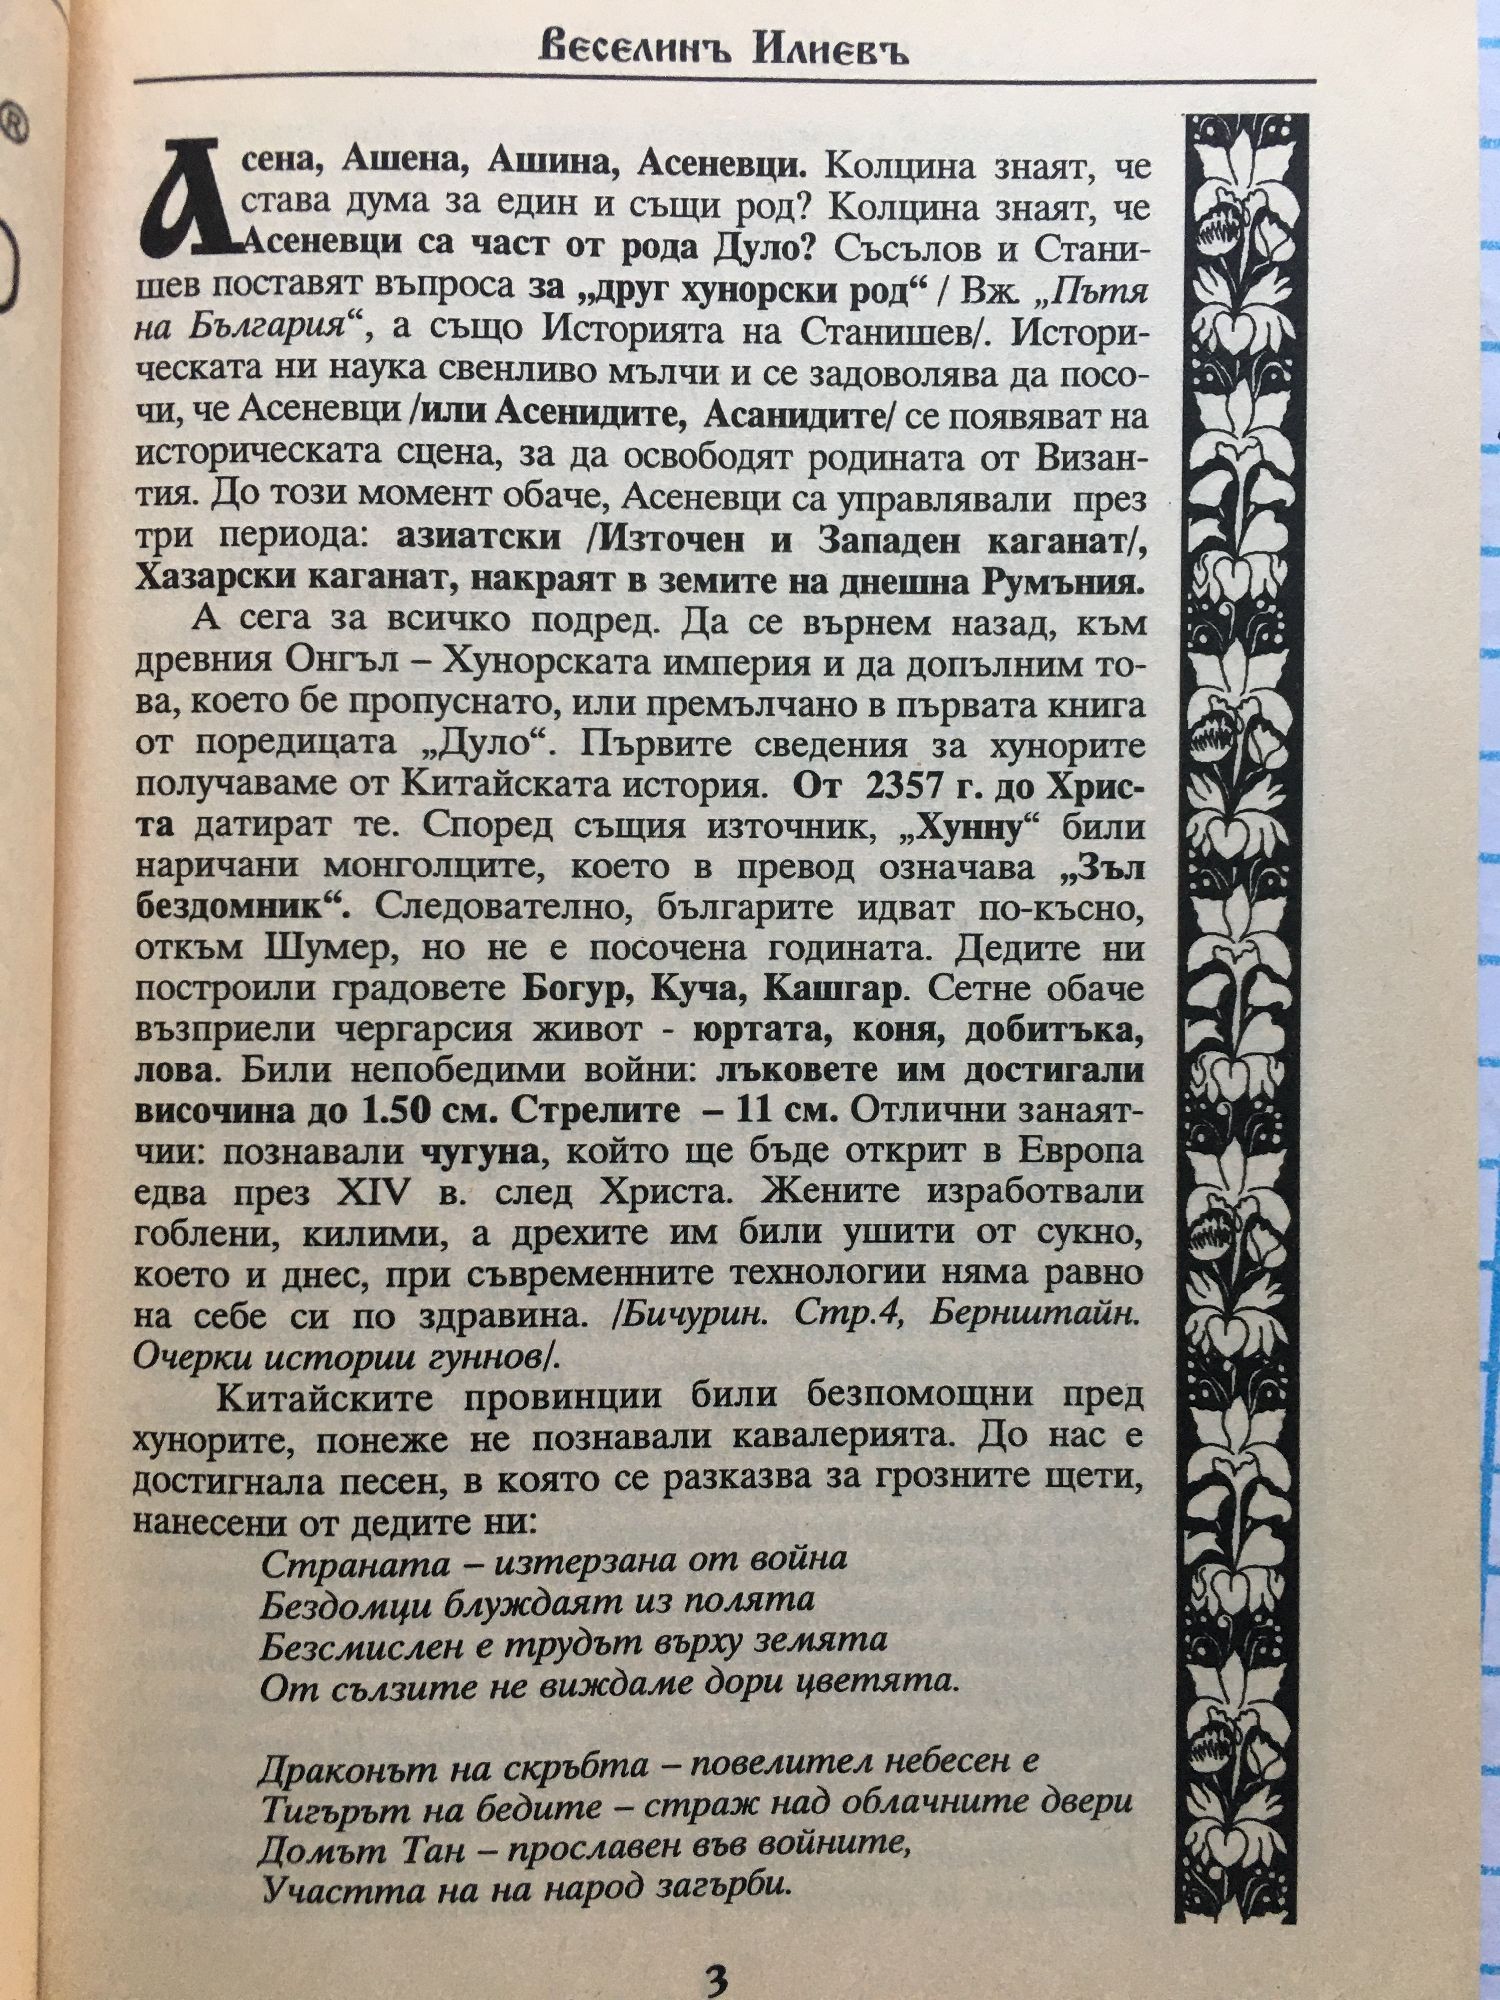 ®
Веселинъ Илиевъ
Асена, Ашена, Ашина, Асеневци. Колцина знаят, че
става дума за един и същи род? Колцина знаят, че
Асеневци са част от рода Дуло? Съсълов и Стани-
шев поставят въпроса за „друг хунорски род“ / Вж. „Пътя
на България“, а също Историята на Станишев/. Истори-
ческата ни наука свенливо мълчи и се задоволява да посо-
чи, че Асеневци /или Асенидите, Асанидите/ се появяват на
историческата сцена, за да освободят родината от Визан-
тия. До този момент обаче, Асеневци са управлявали през
три периода: азиатски /Източен и Западен каганат/,
Хазарски каганат, накраят в земите на днешна Румъния.
А сега за всичко подред. Да се върнем назад, към
древния Онгъл – Хунорската империя и да допълним то-
ва, което бе пропуснато, или премълчано в първата книга
от поредицата „Дуло“. Първите сведения за хунорите
получаваме от Китайската история. От 2357 г. до Хрис-
та датират те. Според същия източник, „Хунну“ били
наричани монголците, което в превод означава „Зъл
бездомник“. Следователно, българите идват по-късно,
откъм Шумер, но не е посочена годината. Дедите ни
построили градовете Богур, Куча, Кашгар. Сетне обаче
възприели чергарсия живот - юртата, коня, добитъка,
лова. Били непобедими войни: лъковете им достигали
височина до 1.50 см. Стрелите – 11 см. Отлични занаят-
чии: познавали чугуна, който ще бъде открит в Европа
едва през XIV в. след Христа. Жените изработвали
гоблени, килими, а дрехите им били ушити от сукно,
което и днес, при съвременните технологии няма равно
на себе си по здравина. /Бичурин. Стр.4, Бернштайн.
Очерки истории гуннов/.
Китайските провинции били безпомощни пред
хунорите, понеже не познавали кавалерията. До нас е
достигнала песен, в която се разказва за грозните щети,
нанесени от дедите ни:
Страната – изтерзана от война
Бездомци блуждаят из полята
Безсмислен е трудът върху земята
От сълзите не виждаме дори цветята.
Драконът на скръбта – повелител небесен е
Тигърът на бедите – страж над облачните двери
Домът Тан – прославен във войните,
Участта на на народ загърби.
3